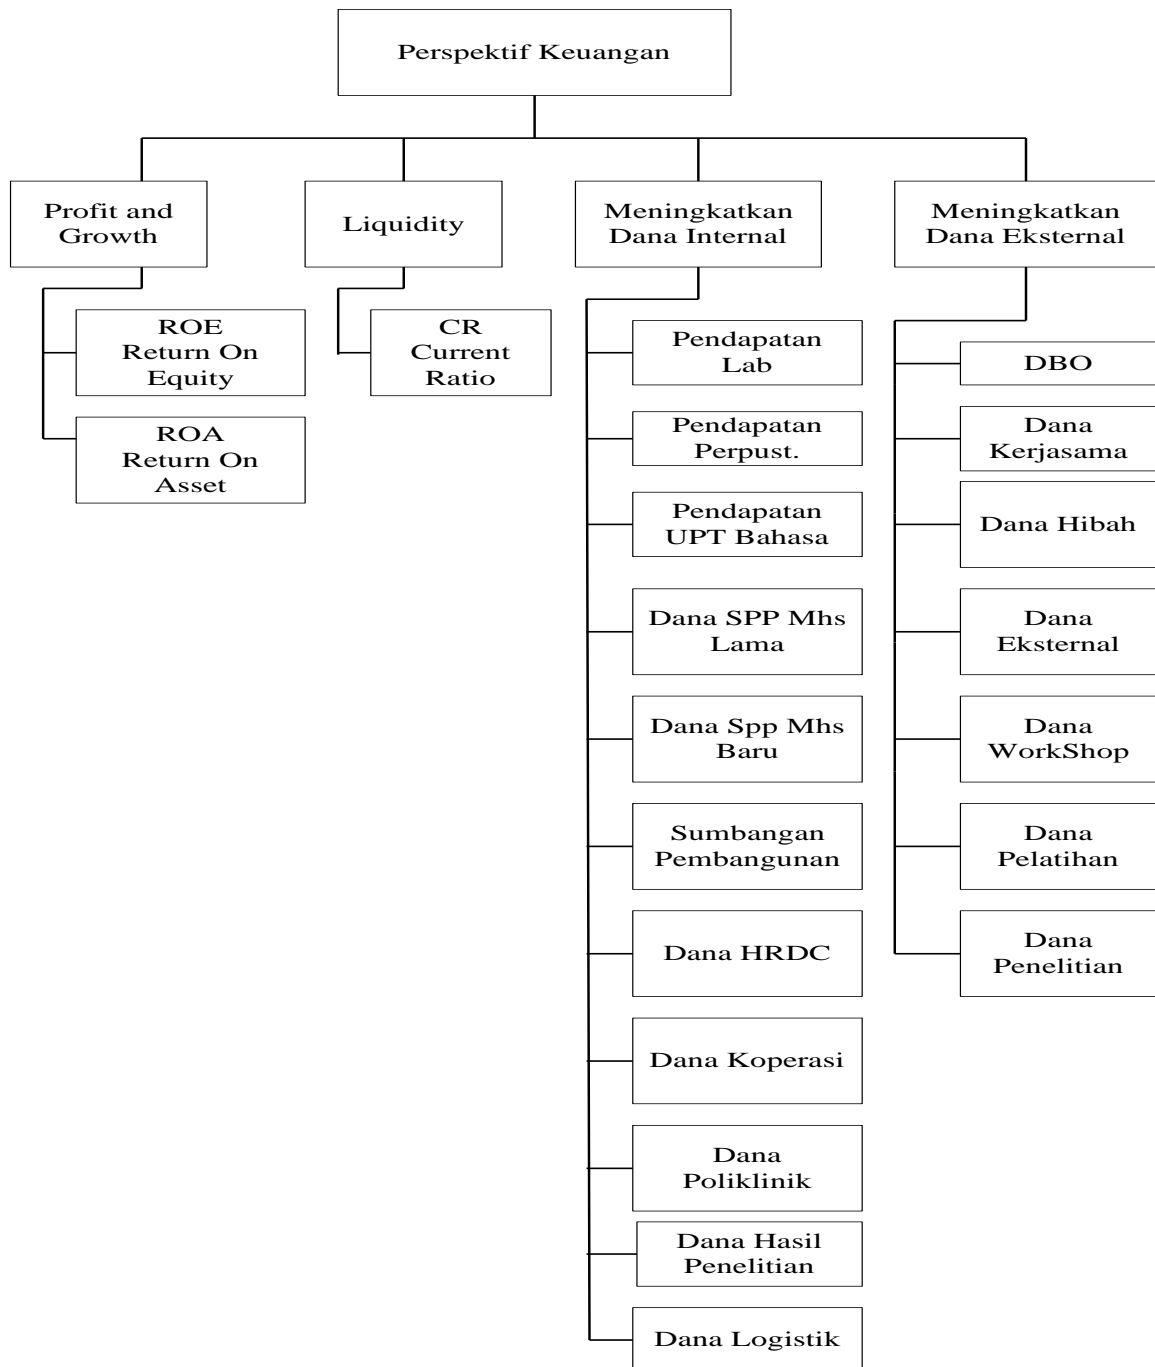 Perspektif Keuangan
Profit and
Growth
Liquidity
Meningkatkan
Dana Internal
Meningkatkan
Dana Eksternal
ROE
Return On
Equity
ROA
Return On
Asset
CR
Current
Ratio
Pendapatan
Lab
Pendapatan
Perpust.
Pendapatan
UPT Bahasa
Dana SPP Mhs
Lama
Dana Spp Mhs
Baru
Sumbangan
Pembangunan
Dana HRDC
Dana Koperasi
Dana
Poliklinik
Dana Hasil
Penelitian
Dana Logistik
DBO
Dana
Kerjasama
Dana Hibah
Dana
Eksternal
Dana
WorkShop
Dana
Pelatihan
Dana
Penelitian